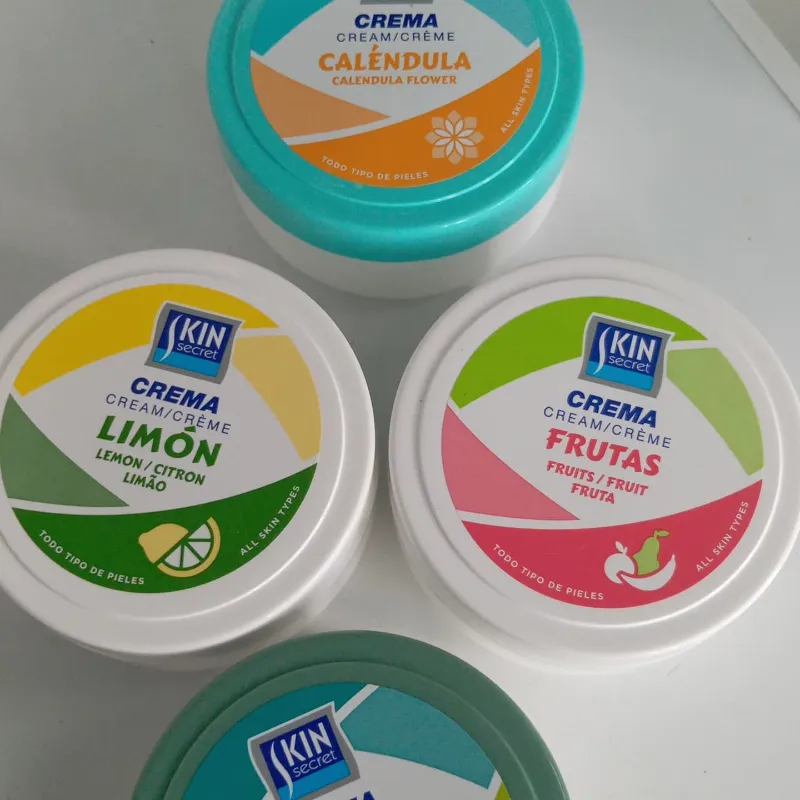 CREMA
CREAM/CRÈME
CALÉNDULA
CALENDULA FLOWER
TODO TIPO DE PIELES
ALL SKIN TYPES
SKIN
secret
CREMA
CREAM/CRÈME
LIMÓN
LEMON / CITRON
LIMÃO
TODO TIPO DE PIELES
ALL SKIN TYPES
SKIN
secret
CREMA
CREAM/CRÈME
FRUTAS
FRUITS / FRUIT
FRUTA
TODO TIPO DE PIELES
ALL SKIN TYPES
SKIN
secret